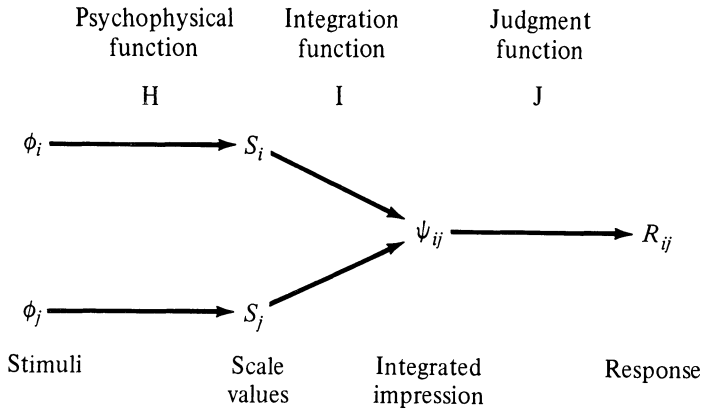 Psychophysical Integration Judgment
function function function
H I J
ϕi Si
ψij Rij
ϕj Sj
Stimuli Scale Integrated Response
values impression